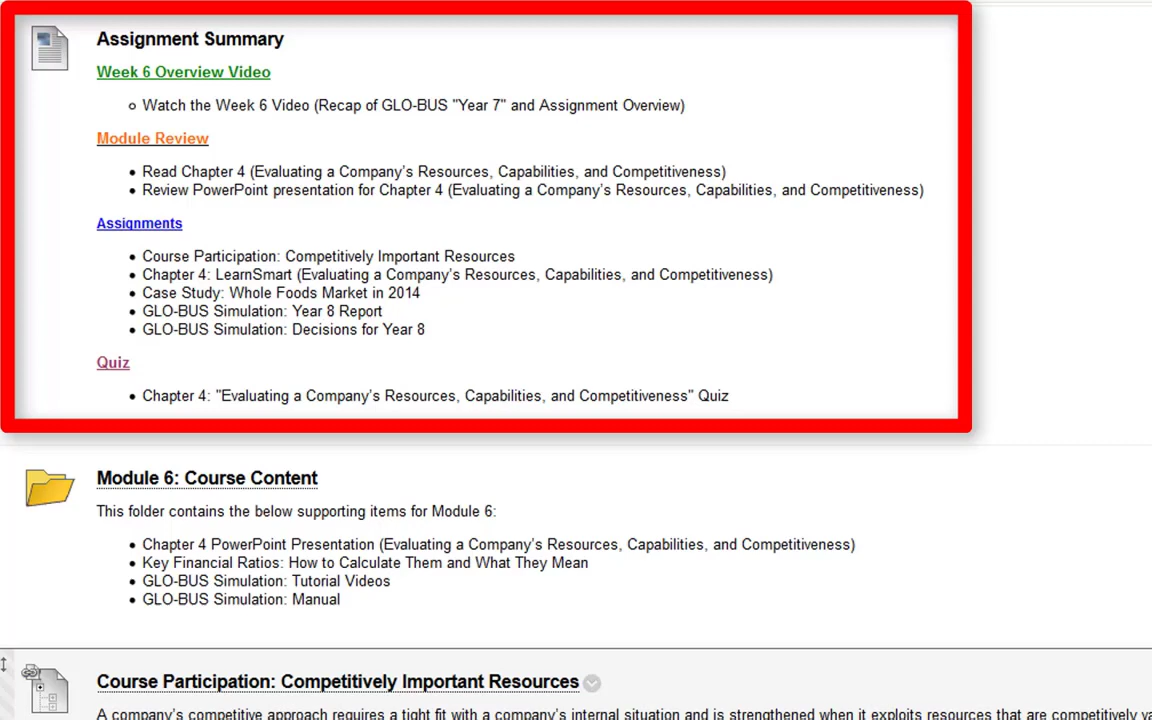 Assignment Summary
Week 6 Overview Video
Watch the Week 6 Video (Recap of GLO-BUS "Year 7" and Assignment Overview)
Module Review
Read Chapter 4 (Evaluating a Company's Resources, Capabilities, and Competitiveness)
Review PowerPoint presentation for Chapter 4 (Evaluating a Company's Resources, Capabilities, and Competitiveness)
Assignments
Course Participation: Competitively Important Resources
Chapter 4: LearnSmart (Evaluating a Company's Resources, Capabilities, and Competitiveness)
Case Study: Whole Foods Market in 2014
GLO-BUS Simulation: Year 8 Report
GLO-BUS Simulation: Decisions for Year 8
Quiz
Chapter 4: "Evaluating a Company's Resources, Capabilities, and Competitiveness" Quiz
Module 6: Course Content
This folder contains the below supporting items for Module 6:
Chapter 4 PowerPoint Presentation (Evaluating a Company's Resources, Capabilities, and Competitiveness)
Key Financial Ratios: How to Calculate Them and What They Mean
GLO-BUS Simulation: Tutorial Videos
GLO-BUS Simulation: Manual
Course Participation: Competitively Important Resources
A company's competitive approach requires a tight fit with a company's internal situation and is strengthened when it exploits resources that are competitively